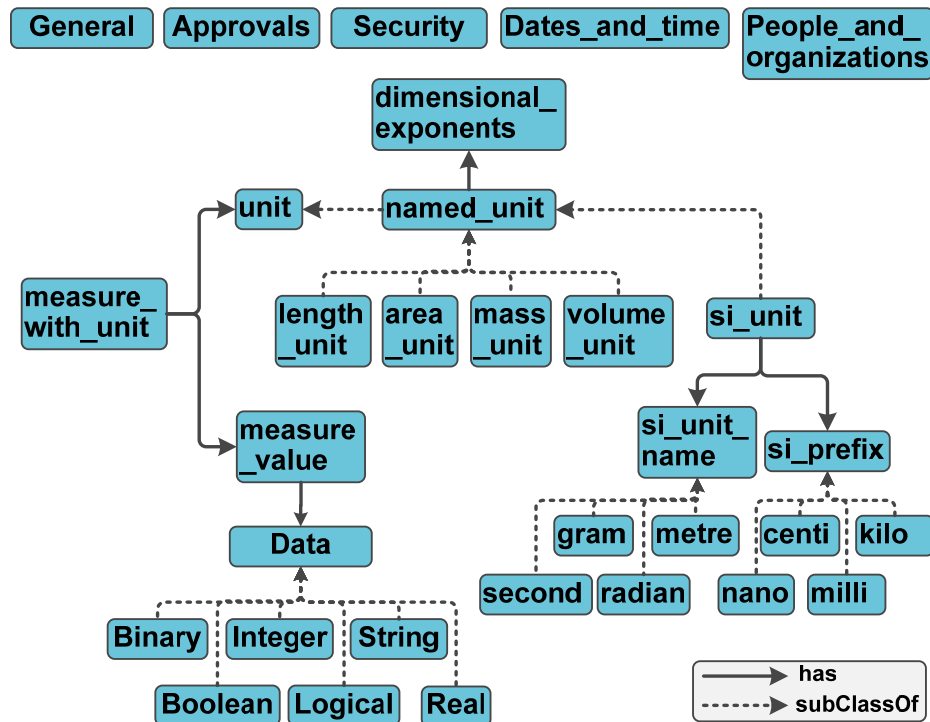 General
Approvals
Security
Dates_and_time
People_and_
organizations
dimensional_
exponents
unit
named_unit
measure_
with_unit
length
_unit
area
_unit
mass
_unit
volume
_unit
si_unit
measure
_value
si_unit_
name
si_prefix
Data
gram
metre
centi
kilo
second
radian
nano
milli
Binary
Integer
String
Boolean
Logical
Real
has
subClassOf